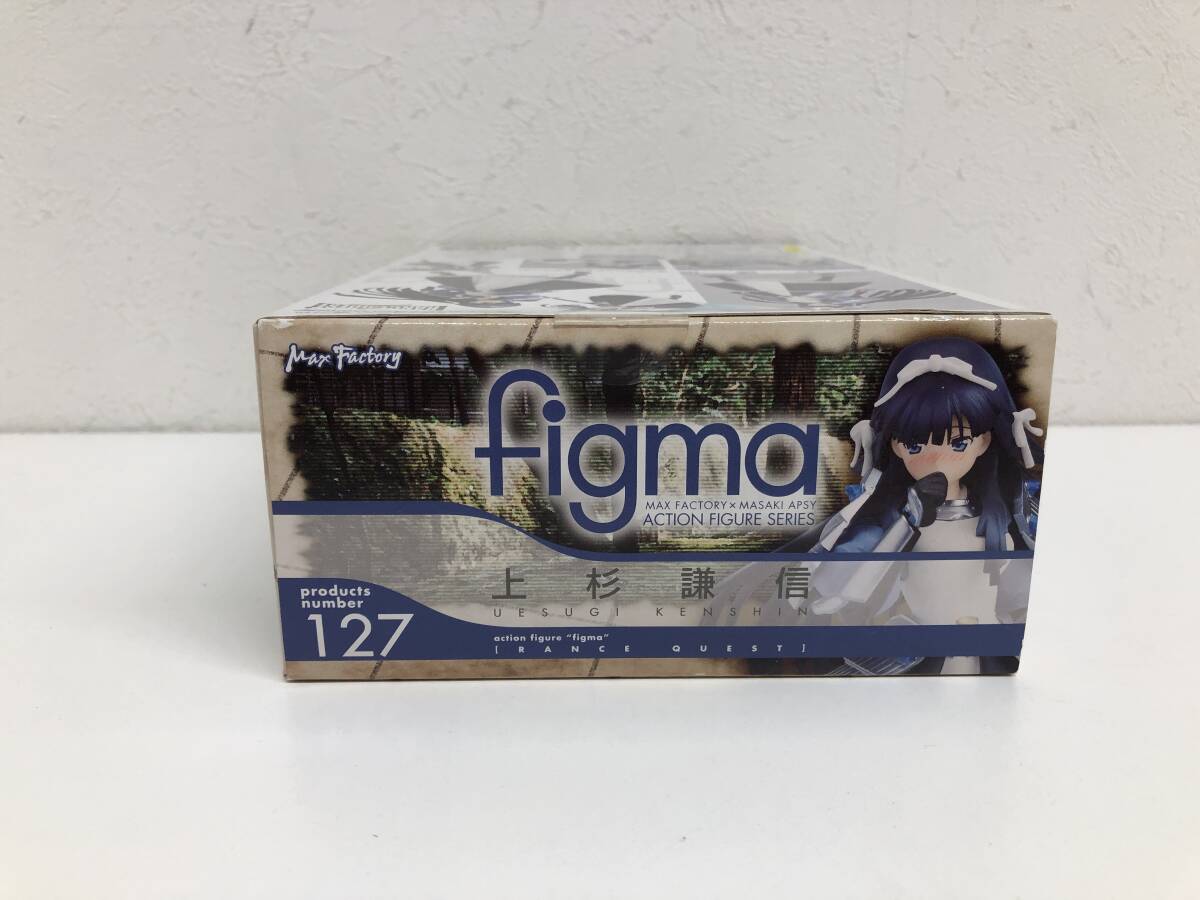 Max Factory
figma
MAX FACTORY × MASAKI APSY
ACTION FIGURE SERIES
上杉謙信
UESUGI KENSHIN
products
number
127
action figure "figma"
[RANCE QUEST]